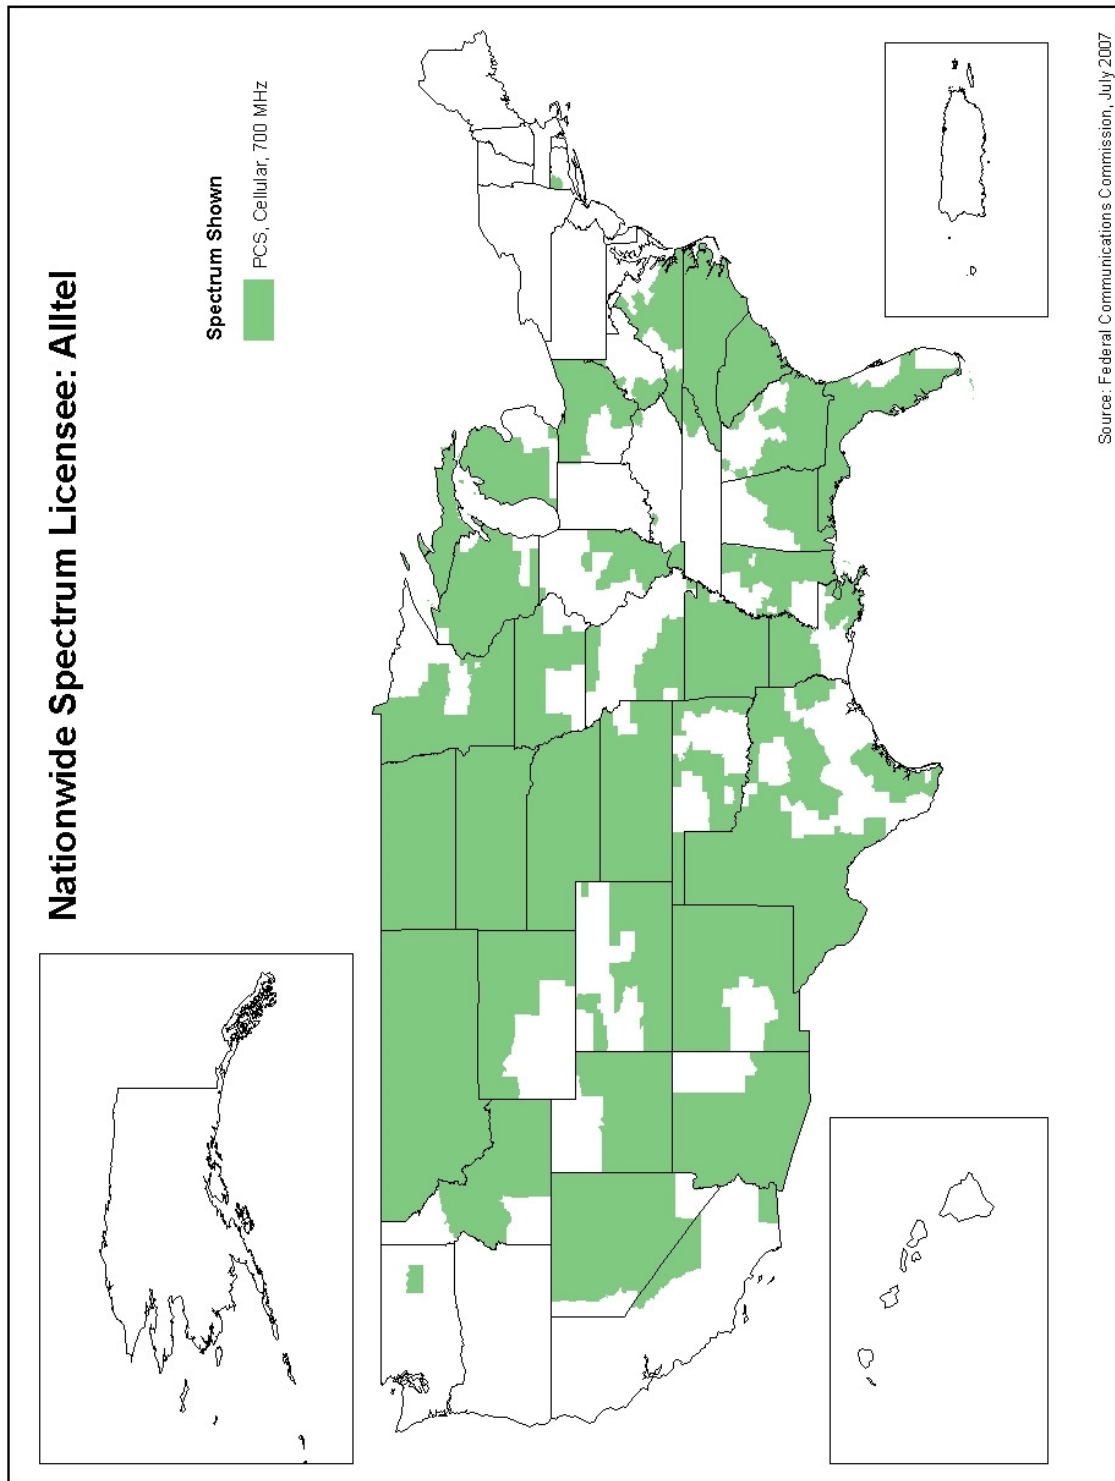 Nationwide Spectrum Licensee: Alltel
Spectrum Shown
PCS, Cellular, 700 MHz
Source: Federal Communications Commission, July 2007